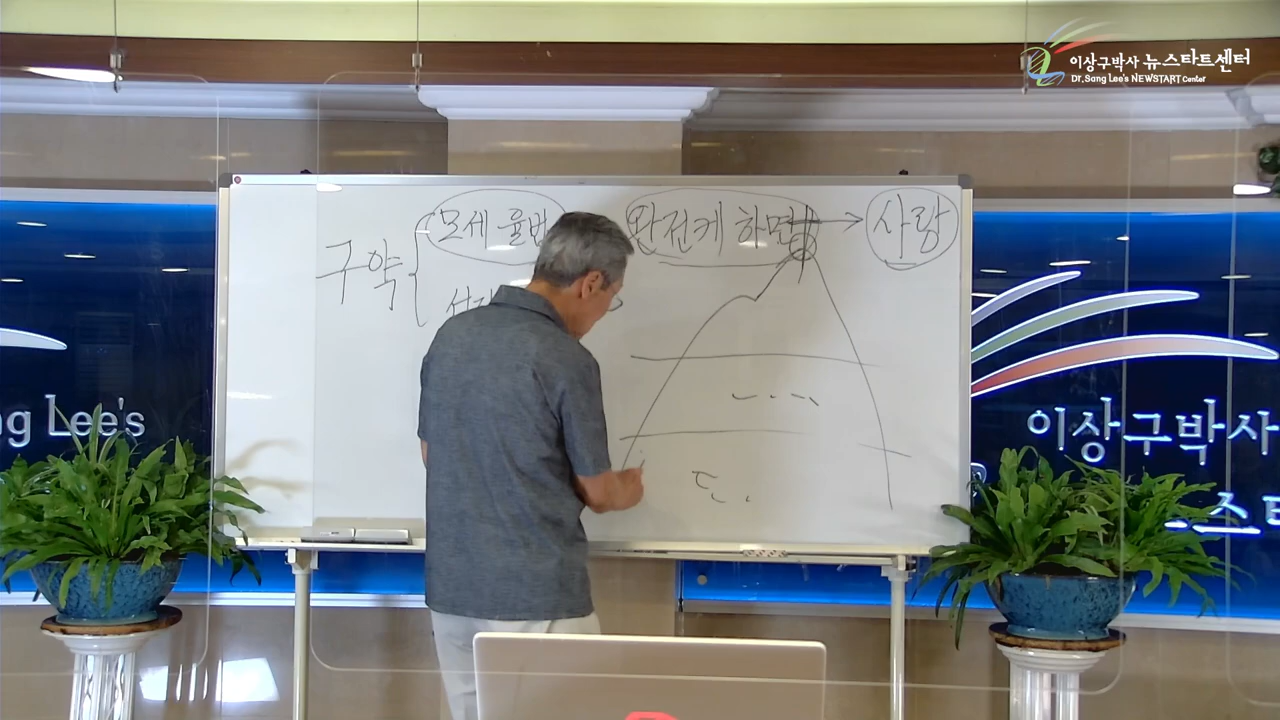 이상구박사 뉴스타트센터
Dr. Sang Lee's NEWSTART Center
모세 율법 완전케 하면 → 사랑
구약
Lee's
이상구박사